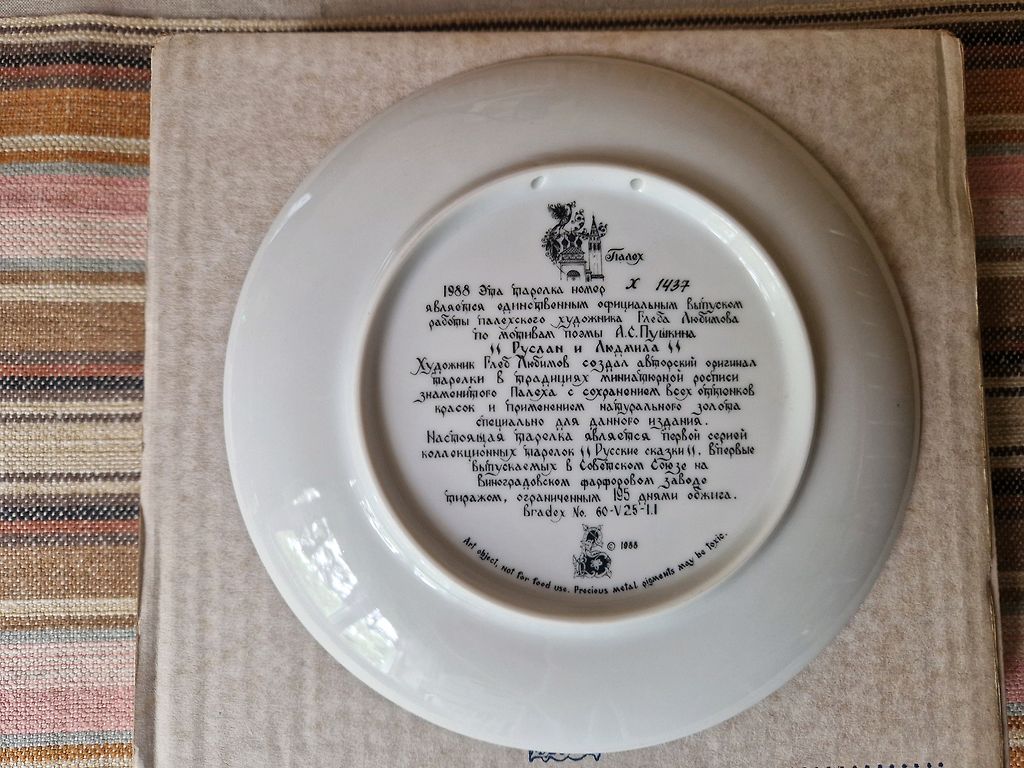 Палех
1988 Эта тарелка номер X 1437
является единственным официальным выпуском
работы палехского художника Глеба Любимова
по мотивам поэмы А.С.Пушкина
"Руслан и Людмила"
Художник Глеб Любимов создал авторский оригинал
тарелки в традициях миниатюрной росписи
знаменитого Палеха с сохранением всех оттенков
красок и применением натурального золота
специально для данного издания.
Настоящая тарелка является первой серией
коллекционных тарелок "Русские сказки". Впервые
выпускаемых в Советском Союзе на
Виноградовском фарфоровом заводе
тиражом, ограниченным 195 днями обжига.
Bradex No. 60-V25-1.1
© 1988
Art object, not for food use. Precious metal pigments may be toxic.